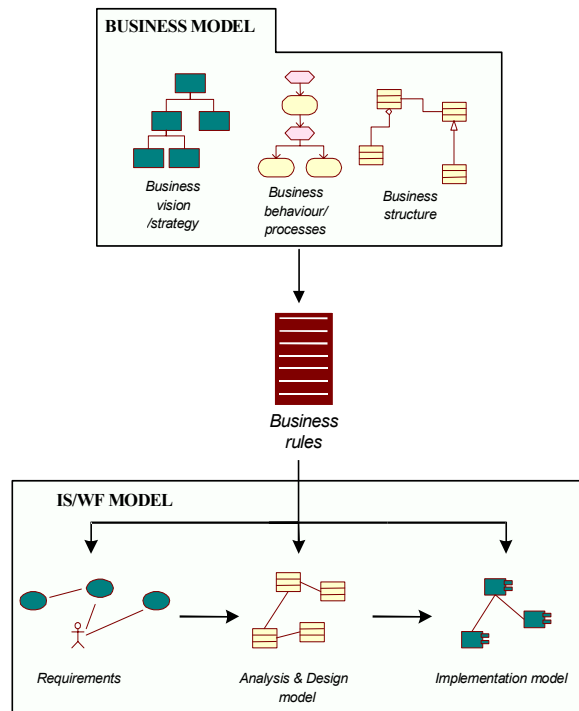 BUSINESS MODEL
Business
vision
/strategy
Business
behaviour/
processes
Business
structure
Business
rules
IS/WF MODEL
Requirements
Analysis & Design
model
Implementation model